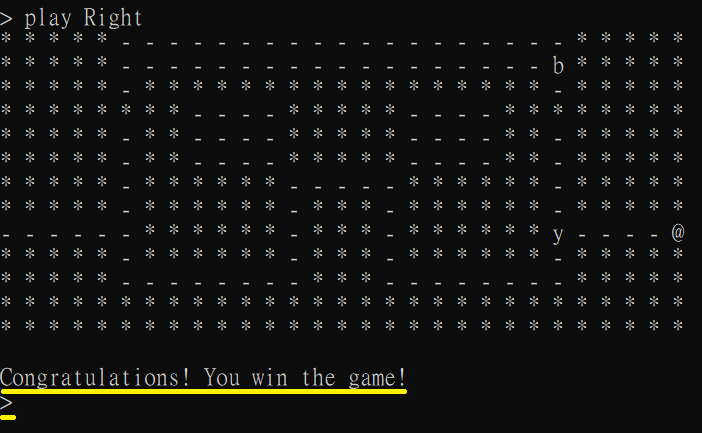 > play Right
* * * * * - - - - - - - - - - - - - - - - - - - * * * * *
* * * * * - - - - - - - - - - - - - - - - - - b * * * * *
* * * * * - * * * * * * * * * * * * * * * * * - * * * * *
* * * * * * * * - - - - * * * * * - - - - * * * * * * * *
* * * * * - * * - - - - * * * * * - - - - * * - * * * * *
* * * * * - * * - - - - * * * * * - - - - * * - * * * * *
* * * * * - * * * * * * - - - - - * * * * * * - * * * * *
* * * * * - * * * * * * - * * * - * * * * * * - * * * * *
- - - - - - * * * * * * - * * * - * * * * * * y - - - - @
* * * * * - * * * * * * - * * * - * * * * * * - * * * * *
* * * * * - - - - - - - - * * * - - - - - - - - * * * * *
* * * * * * * * * * * * * * * * * * * * * * * * * * * * *
* * * * * * * * * * * * * * * * * * * * * * * * * * * * *
Congratulations! You win the game!
>